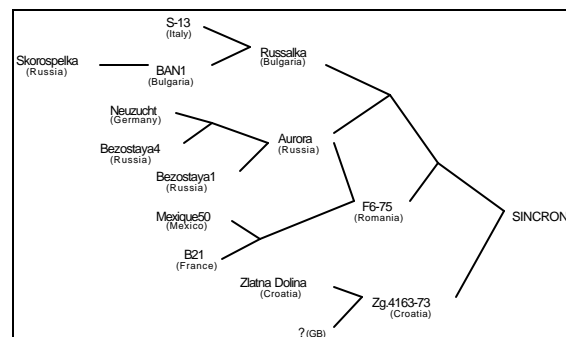 S-13
(Italy)
Skorospelka
(Russia)
BAN1
(Bulgaria)
Russalka
(Bulgaria)
Neuzucht
(Germany)
Bezostaya4
(Russia)
Bezostaya1
(Russia)
Aurora
(Russia)
Mexique50
(Mexico)
B21
(France)
F6-75
(Romania)
SINCRON
Zlatna Dolina
(Croatia)
Zg.4163-73
(Croatia)
? (GB)